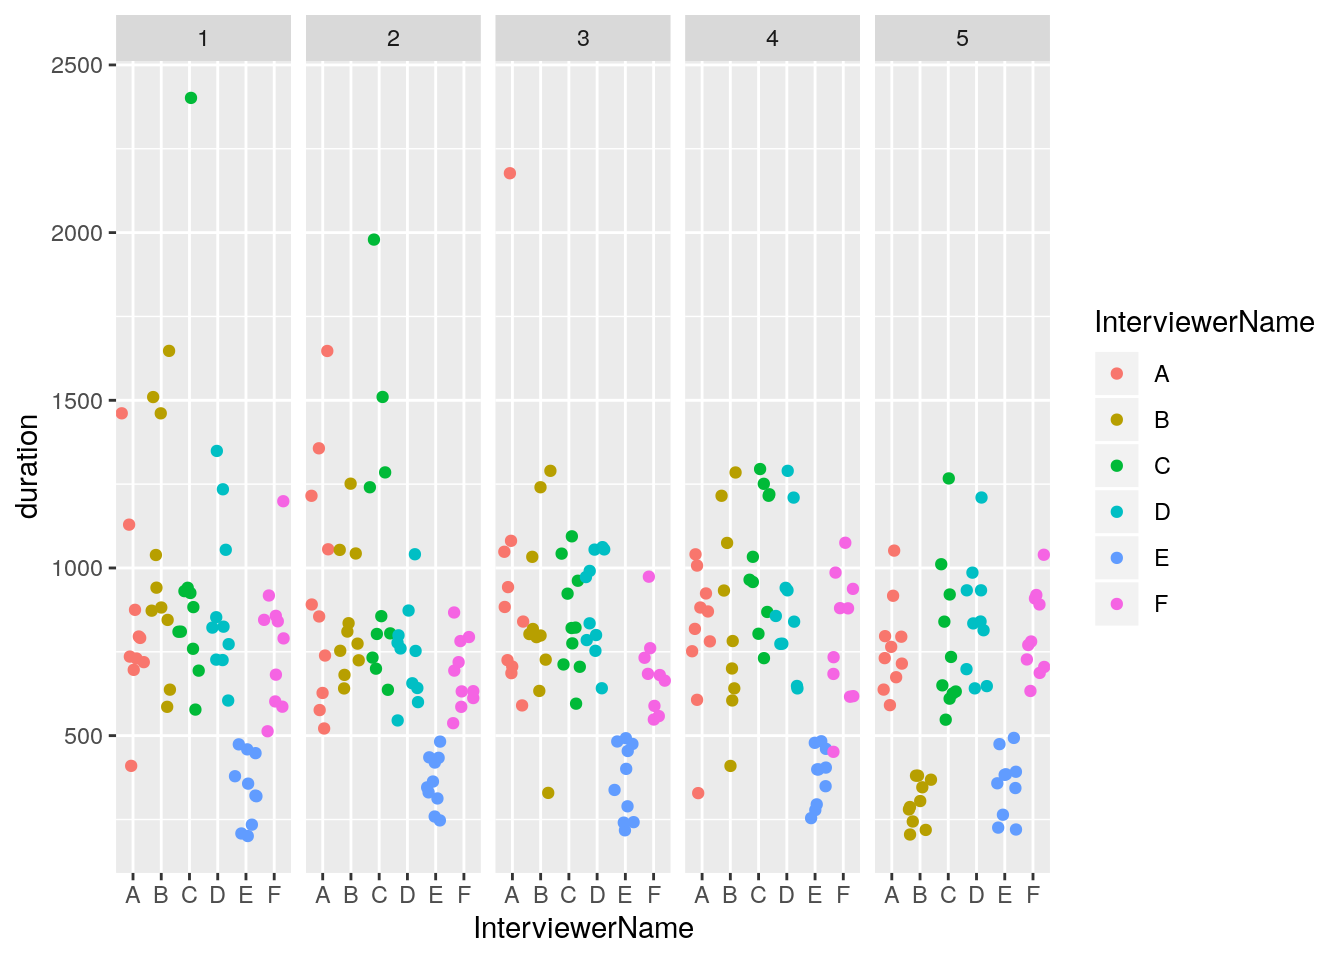 1 2 3 4 5
2500
2000
1500
1000
500
duration
A B C D E F A B C D E F A B C D E F A B C D E F A B C D E F
InterviewerName
InterviewerName
A
B
C
D
E
F